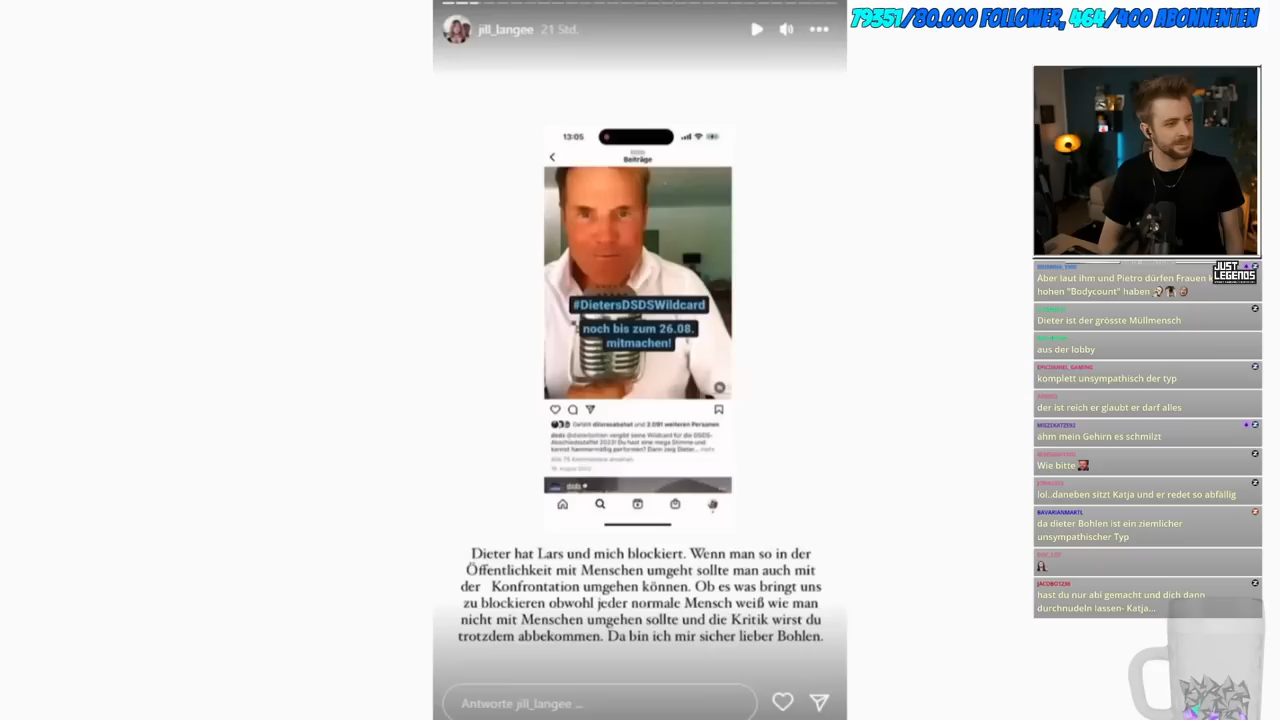 79351/80.000 FOLLOWER, 464/400 ABONNENTEN
jill_langee 21 Std.
13:05
Beiträge
#DietersDSDSWildcard
noch bis zum 26.08.
mitmachen!
Dieter hat Lars und mich blockiert. Wenn man so in der
Öffentlichkeit mit Menschen umgeht sollte man auch mit
der Konfrontation umgehen können. Ob es was bringt uns
zu blockieren obwohl jeder normale Mensch weiß wie man
nicht mit Menschen umgehen sollte und die Kritik wirst du
trotzdem abbekommen. Da bin ich mir sicher lieber Bohlen.
Antworte jill_langee ...
JUST
LEGENDS
Aber laut ihm und Pietro dürfen Frauen
hohen "Bodycount" haben
Dieter ist der grösste Müllmensch
aus der lobby
EPICDANIEL_GAMING
komplett unsympathisch der typ
der ist reich er glaubt er darf alles
MIEZEKATZE92
ähm mein Gehirn es schmilzt
Wie bitte
lol..daneben sitzt Katja und er redet so abfällig
BAVARIANMARTL
da dieter Bohlen ist ein ziemlicher
unsympathischer Typ
JACOBO1236
hast du nur abi gemacht und dich dann
durchnudeln lassen- Katja...